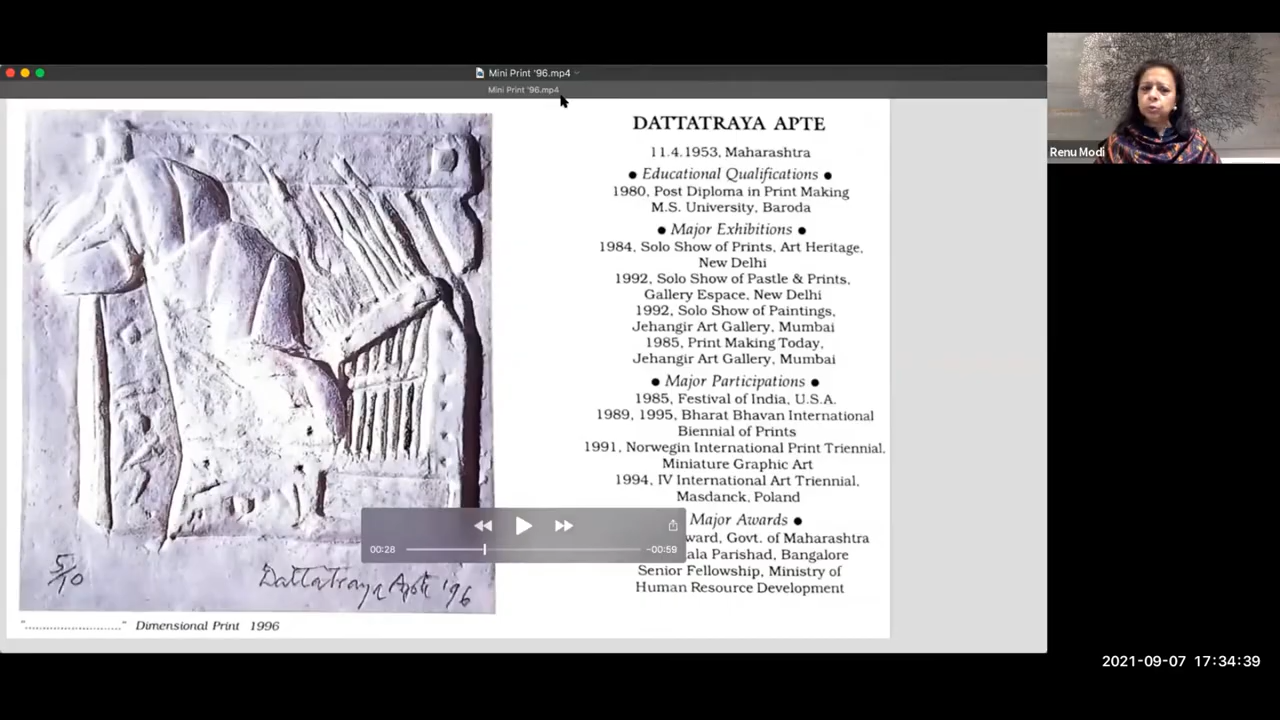 Mini Print '96.mp4
Mini Print '96.mp4
Renu Modi
DATTATRAYA APTE
11.4.1953, Maharashtra
● Educational Qualifications ●
1980, Post Diploma in Print Making
M.S. University, Baroda
● Major Exhibitions ●
1984, Solo Show of Prints, Art Heritage,
New Delhi
1992, Solo Show of Pastle & Prints,
Gallery Espace, New Delhi
1992, Solo Show of Paintings,
Jehangir Art Gallery, Mumbai
1985, Print Making Today,
Jehangir Art Gallery, Mumbai
● Major Participations ●
1985, Festival of India, U.S.A.
1989, 1995, Bharat Bhavan International
Biennial of Prints
1991, Norwegin International Print Triennial,
Miniature Graphic Art
1994, IV International Art Triennial,
Masdanck, Poland
Major Awards ●
ward, Govt. of Maharashtra
ala Parishad, Bangalore
Senior Fellowship, Ministry of
Human Resource Development
00:28
-00:59
5/10
Dattatraya Apte '96
"............................" Dimensional Print 1996
2021-09-07 17:34:39